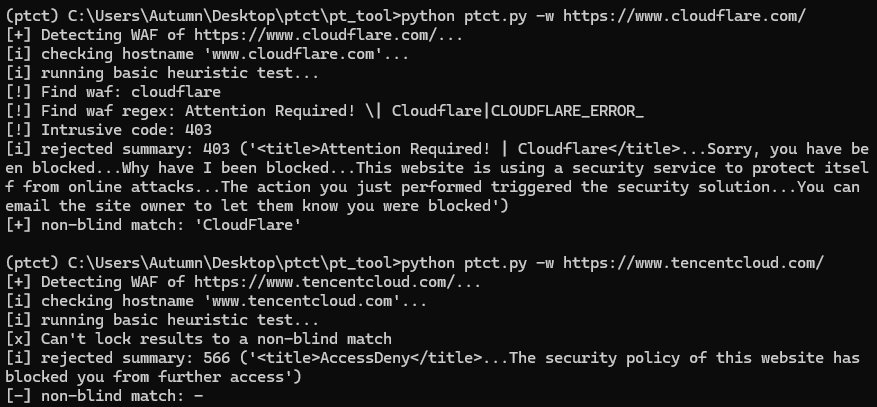 (ptct) C:\Users\Autumn\Desktop\ptct\pt_tool>python ptct.py -w https://www.cloudflare.com/
[+] Detecting WAF of https://www.cloudflare.com/...
[i] checking hostname 'www.cloudflare.com'...
[i] running basic heuristic test...
[!] Find waf: cloudflare
[!] Find waf regex: Attention Required! \| Cloudflare|CLOUDFLARE_ERROR_
[!] Intrusive code: 403
[i] rejected summary: 403 ('<title>Attention Required! | Cloudflare</title>...Sorry, you have be
en blocked...Why have I been blocked...This website is using a security service to protect itsel
f from online attacks...The action you just performed triggered the security solution...You can
email the site owner to let them know you were blocked')
[+] non-blind match: 'CloudFlare'

(ptct) C:\Users\Autumn\Desktop\ptct\pt_tool>python ptct.py -w https://www.tencentcloud.com/
[+] Detecting WAF of https://www.tencentcloud.com/...
[i] checking hostname 'www.tencentcloud.com'...
[i] running basic heuristic test...
[x] Can't lock results to a non-blind match
[i] rejected summary: 566 ('<title>AccessDeny</title>...The security policy of this website has
blocked you from further access')
[-] non-blind match: -